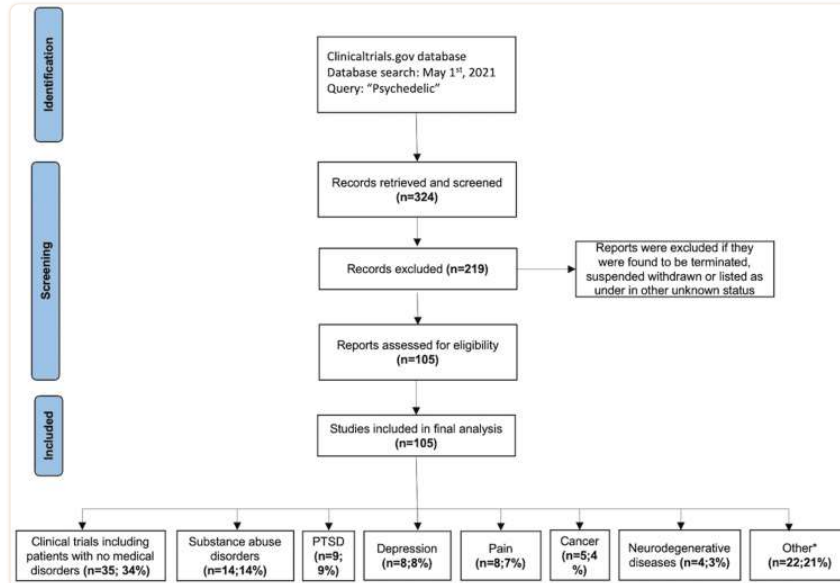 Identification
Clinicaltrials.gov database
Database search: May 1st, 2021
Query: “Psychedelic”
Screening
Records retrieved and screened
(n=324)
Records excluded (n=219)
Reports were excluded if they
were found to be terminated,
suspended withdrawn or listed as
under in other unknown status
Reports assessed for eligibility
(n=105)
Included
Studies included in final analysis
(n=105)
Clinical trials including
patients with no medical
disorders (n=35; 34%)
Substance abuse
disorders
(n=14;14%)
PTSD
(n=9;
9%)
Depression
(n=8;8%)
Pain
(n=8;7%)
Cancer
(n=5;4
%)
Neurodegenerative
diseases (n=4;3%)
Other*
(n=22;21%)